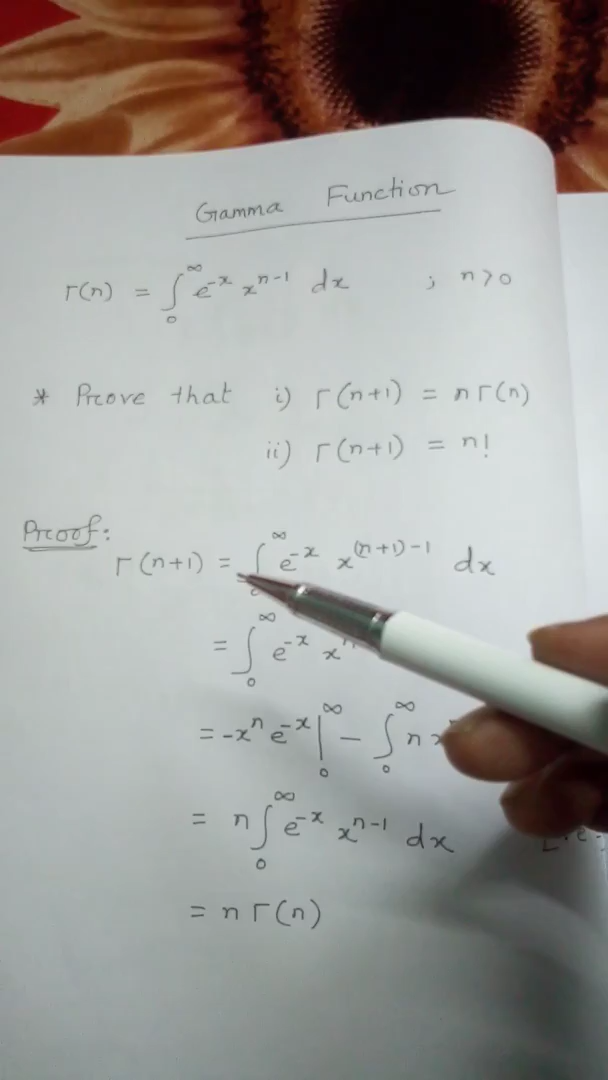 Gamma Function
Γ(n) = ∫₀^∞ e^-x x^n-1 dx ; n>0
* Prove that i) Γ(n+1) = nΓ(n)
ii) Γ(n+1) = n!
Proof:
Γ(n+1) = ∫₀^∞ e^-x x^(n+1)-1 dx
= ∫₀^∞ e^-x x^n
= -x^n e^-x |₀^∞ - ∫₀^∞ n x
= n ∫₀^∞ e^-x x^n-1 dx
= n Γ(n)